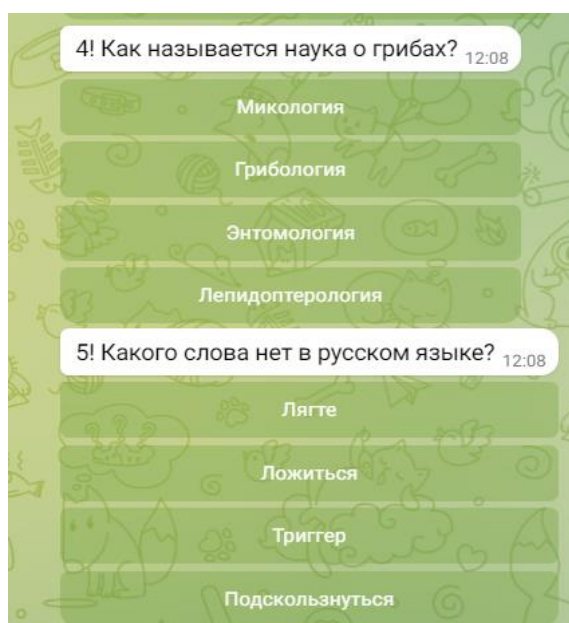 4! Как называется наука о грибах? 12:08
Микология
Грибология
Энтомология
Лепидоптерология
5! Какого слова нет в русском языке? 12:08
Лягте
Ложиться
Триггер
Подскользнуться